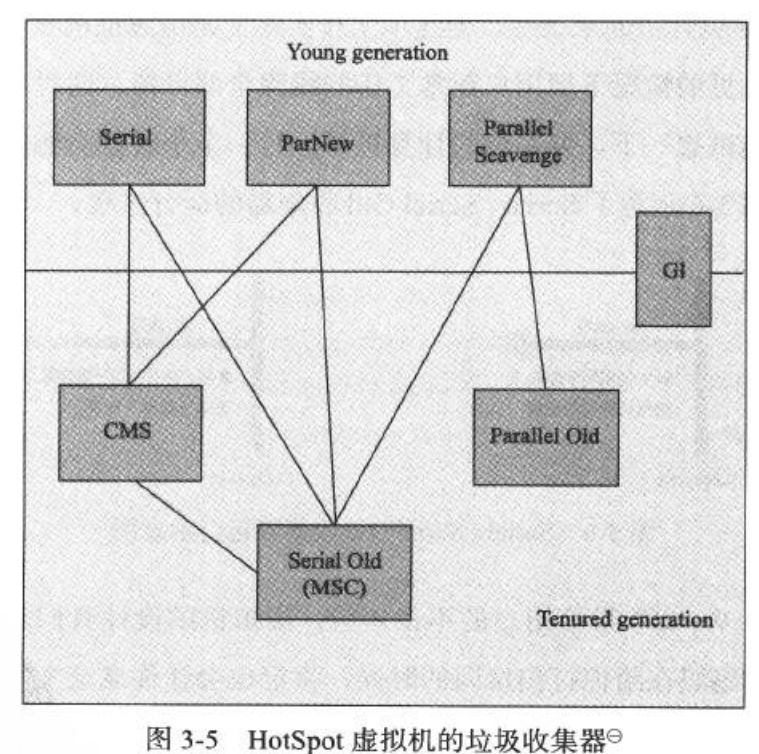 Young generation
Serial
ParNew
Parallel
Scavenge
G1
CMS
Parallel Old
Serial Old
(MSC)
Tenured generation
图 3-5 HotSpot 虚拟机的垃圾收集器㊀